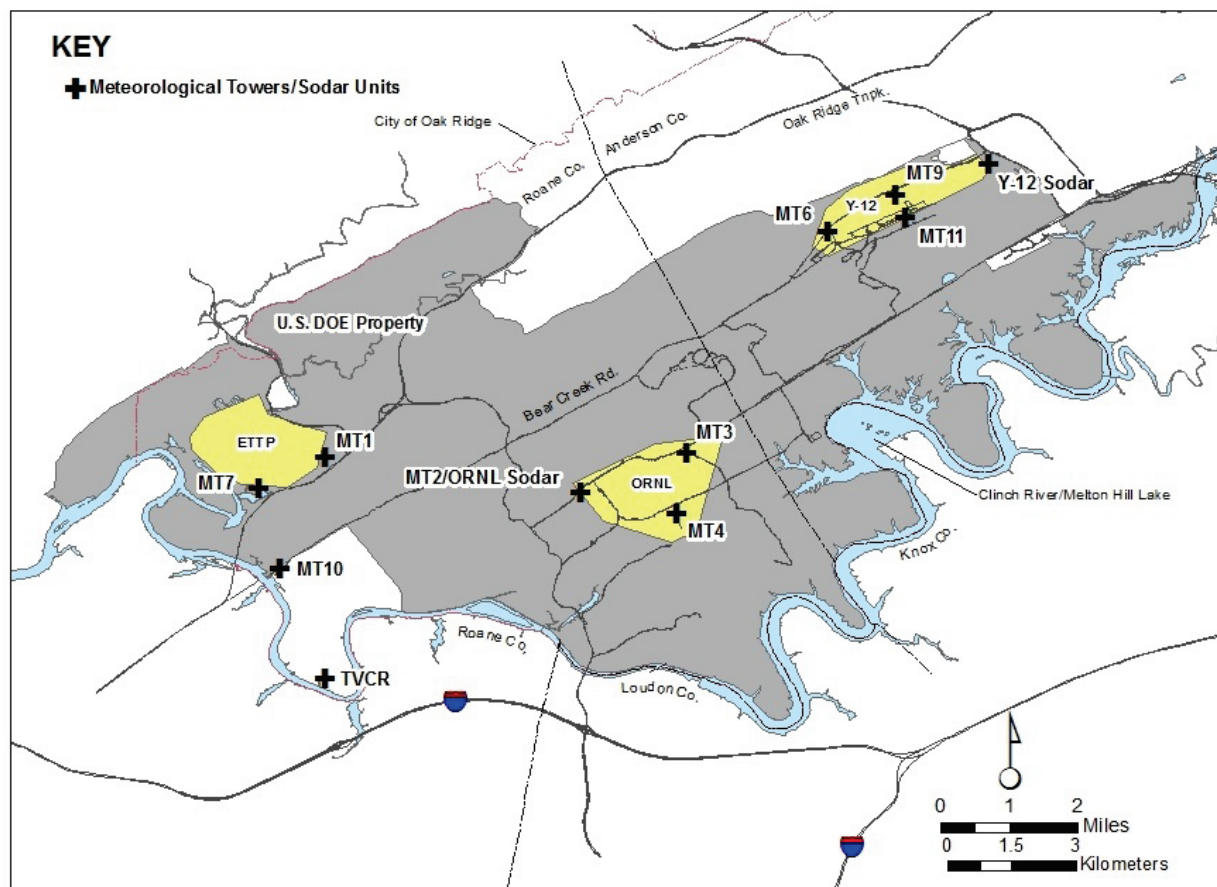 KEY
Meteorological Towers/Sodar Units
City of Oak Ridge
Roane Co.
Anderson Co.
Oak Ridge Tnpk.
MT9
Y-12 Sodar
MT6
Y-12
MT11
U.S. DOE Property
Bear Creek Rd.
ETTP
MT1
MT3
MT2/ORNL Sodar
MT7
ORNL
Clinch River/Melton Hill Lake
MT4
Knox Co.
MT10
Roane Co.
TVCR
Loudon Co.
0 1 2
Miles
0 1.5 3
Kilometers